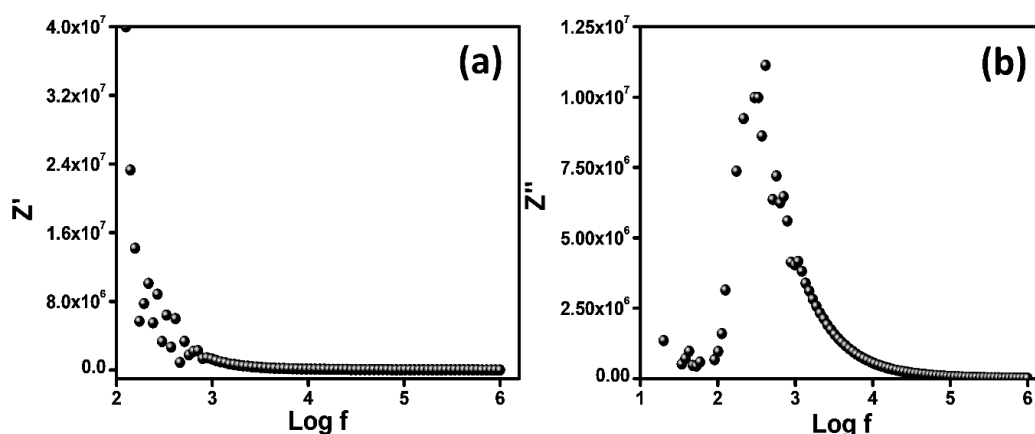 (a)
4.0x10⁷
3.2x10⁷
2.4x10⁷
1.6x10⁷
8.0x10⁶
0.0
Z'
2 3 4 5 6
Log f
(b)
1.25x10⁷
1.00x10⁷
7.50x10⁶
5.00x10⁶
2.50x10⁶
0.00
Z"
1 2 3 4 5 6
Log f